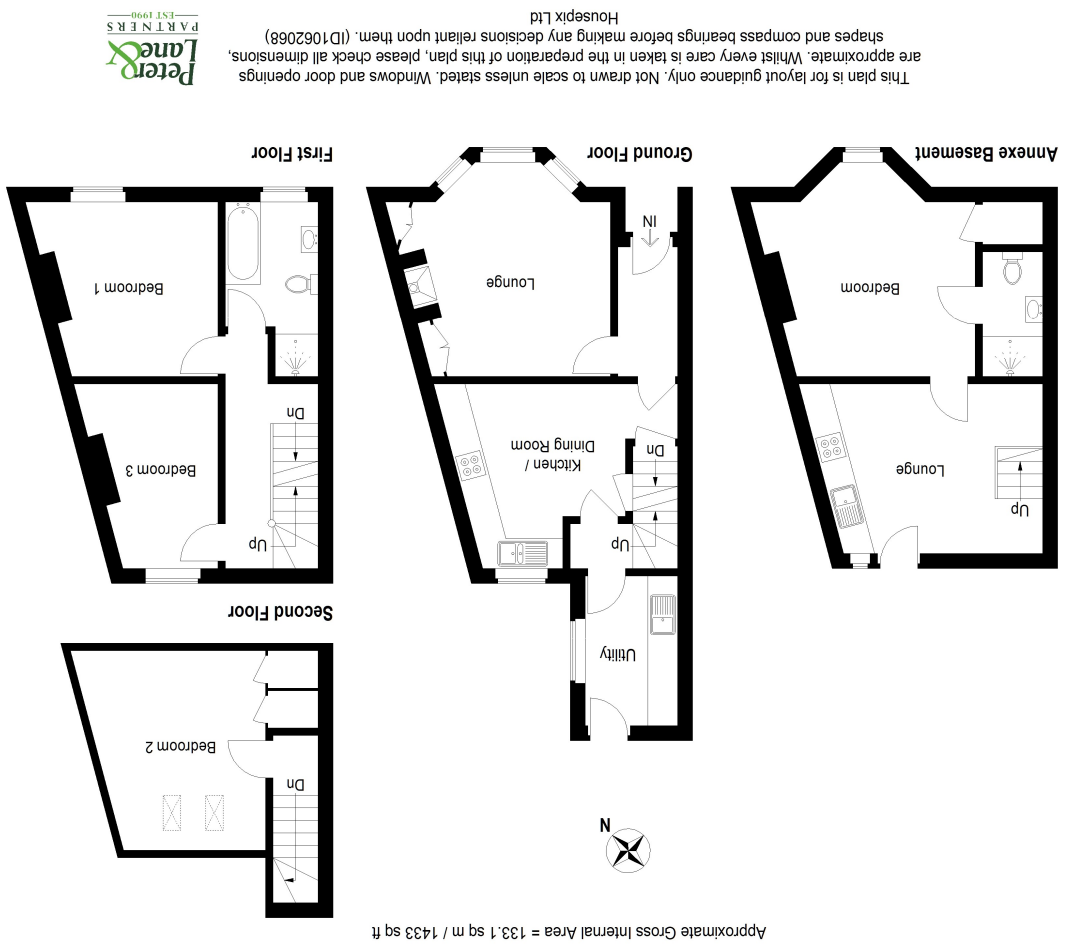 Approximate Gross Internal Area = 133.1 sq m / 1433 sq ft
N
Dn
Bedroom 2
Second Floor
Utility
Up
Bedroom 3
Dn
Up
Kitchen /
Dining Room
Dn
Up
Lounge
Bedroom 1
Lounge
IN
Bedroom
First Floor
Ground Floor
Annexe Basement
This plan is for layout guidance only. Not drawn to scale unless stated. Windows and door openings
are approximate. Whilst every care is taken in the preparation of this plan, please check all dimensions,
shapes and compass bearings before making any decisions reliant upon them. (ID1062068)
Housepix Ltd
Peter
& Lane
PARTNERS
EST 1990